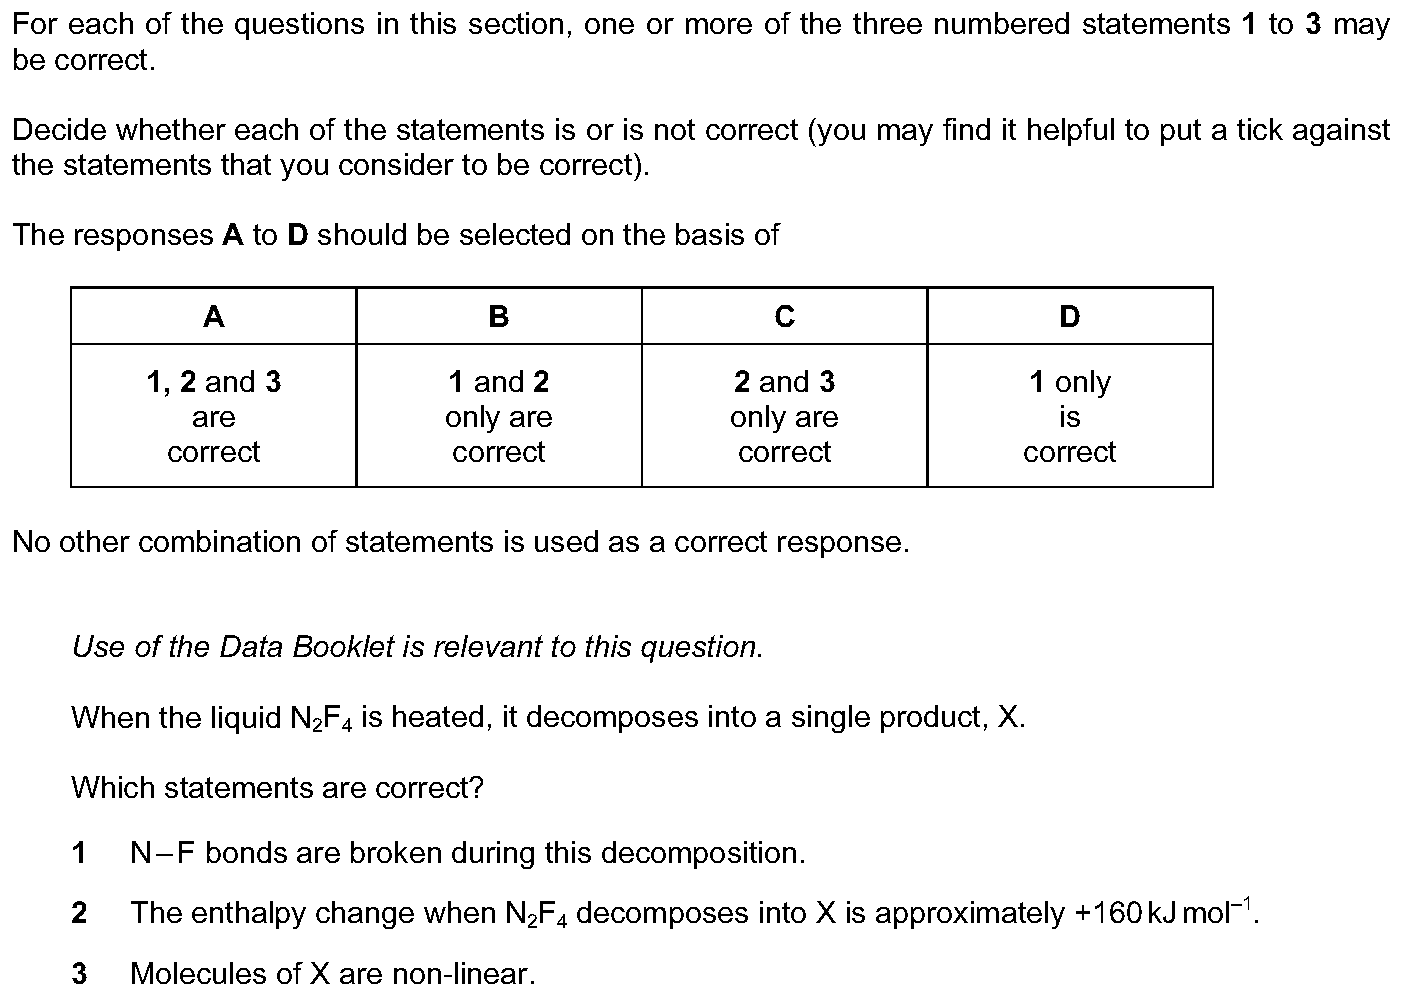 For each of the questions in this section, one or more of the three numbered statements 1 to 3 may
be correct.
Decide whether each of the statements is or is not correct (you may find it helpful to put a tick against
the statements that you consider to be correct).
The responses A to D should be selected on the basis of
A B C D
1, 2 and 3 1 and 2 2 and 3 1 only
are only are only are is
correct correct correct correct
No other combination of statements is used as a correct response.
Use of the Data Booklet is relevant to this question.
When the liquid N₂F₄ is heated, it decomposes into a single product, X.
Which statements are correct?
1 N–F bonds are broken during this decomposition.
2 The enthalpy change when N₂F₄ decomposes into X is approximately +160 kJ mol⁻¹.
3 Molecules of X are non-linear.